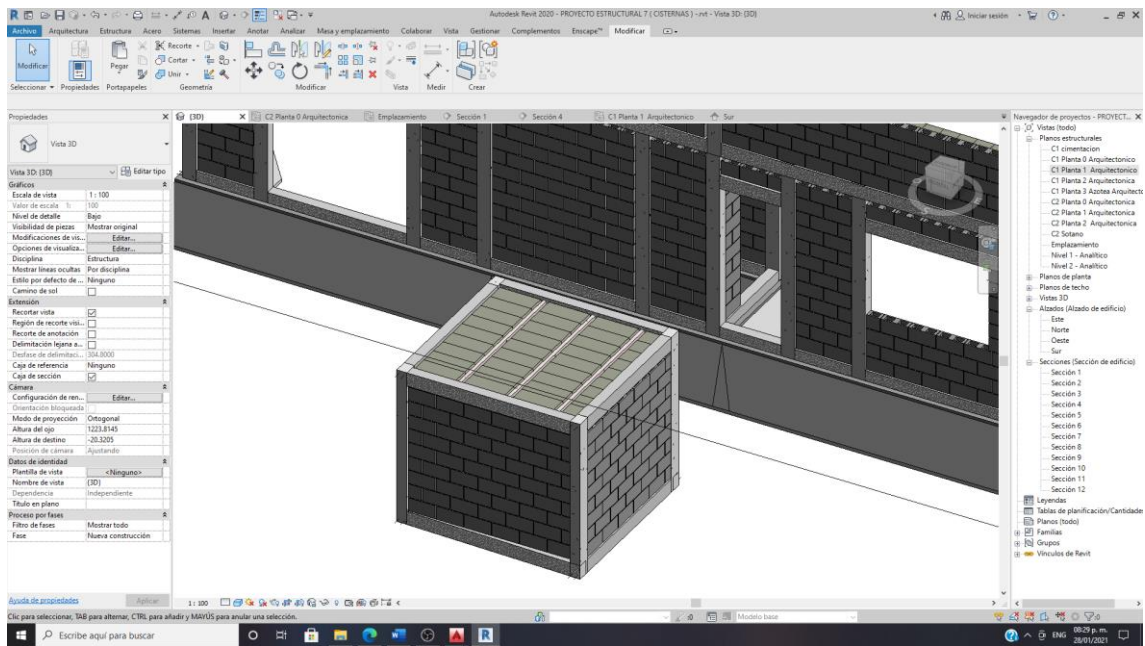 Autodesk Revit 2020 - PROYECTO ESTRUCTURAL 7 ( CISTERNAS )-.rvt - Vista 3D: {3D}
Iniciar sesión
Archivo Arquitectura Estructura Acero Sistemas Insertar Anotar Analizar Masa y emplazamiento Colaborar Vista Gestionar Complementos Enscape™ Modificar
Modificar
Pegar
Recorte
Cortar
Unir
Seleccionar Propiedades Portapapeles Geometría Modificar Vista Medir Crear
Propiedades
{3D} C2 Planta 0 Arquitectonica Emplazamiento Sección 1 Sección 4 C1 Planta 1 Arquitectonico Sur
Vista 3D
Vista 3D: {3D} Editar tipo
Gráficos
Escala de vista 1 : 100
Valor de escala 1: 100
Nivel de detalle Bajo
Visibilidad de piezas Mostrar original
Modificaciones de vis... Editar...
Opciones de visualiza... Editar...
Disciplina Estructura
Mostrar líneas ocultas Por disciplina
Estilo por defecto de ... Ninguno
Camino de sol
Extensión
Recortar vista
Región de recorte visi...
Recorte de anotación
Delimitación lejana a...
Desfase de delimitaci... 304.8000
Caja de referencia Ninguno
Caja de sección
Cámara
Configuración de ren... Editar...
Orientación bloqueada
Modo de proyección Ortogonal
Altura del ojo 1223.8145
Altura de destino -20.3205
Posición de cámara Ajustando
Datos de identidad
Plantilla de vista <Ninguno>
Nombre de vista {3D}
Dependencia Independiente
Título en plano
Proceso por fases
Filtro de fases Mostrar todo
Fase Nueva construcción
Ayuda de propiedades Aplicar
Navegador de proyectos - PROYECT...
Vistas (todo)
Planos estructurales
C1 cimentacion
C1 Planta 0 Arquitectonico
C1 Planta 1 Arquitectonico
C1 Planta 2 Arquitectonica
C1 Planta 3 Azotea Arquitecto
C2 Planta 0 Arquitectonica
C2 Planta 1 Arquitectonica
C2 Planta 2 Arquitectonica
C2 Sotano
Emplazamiento
Nivel 1 - Analítico
Nivel 2 - Analítico
Planos de planta
Planos de techo
Vistas 3D
Alzados (Alzado de edificio)
Este
Norte
Oeste
Sur
Secciones (Sección de edificio)
Sección 1
Sección 2
Sección 3
Sección 4
Sección 5
Sección 6
Sección 7
Sección 8
Sección 9
Sección 10
Sección 11
Sección 12
Leyendas
Tablas de planificación/Cantidades
Planos (todo)
Familias
Grupos
Vínculos de Revit
1 : 100
Clic para seleccionar, TAB para alternar, CTRL para añadir y MAYÚS para anular una selección.
:0 Modelo base
:0
Escribe aquí para buscar
ENG 08:29 p. m.
28/01/2021